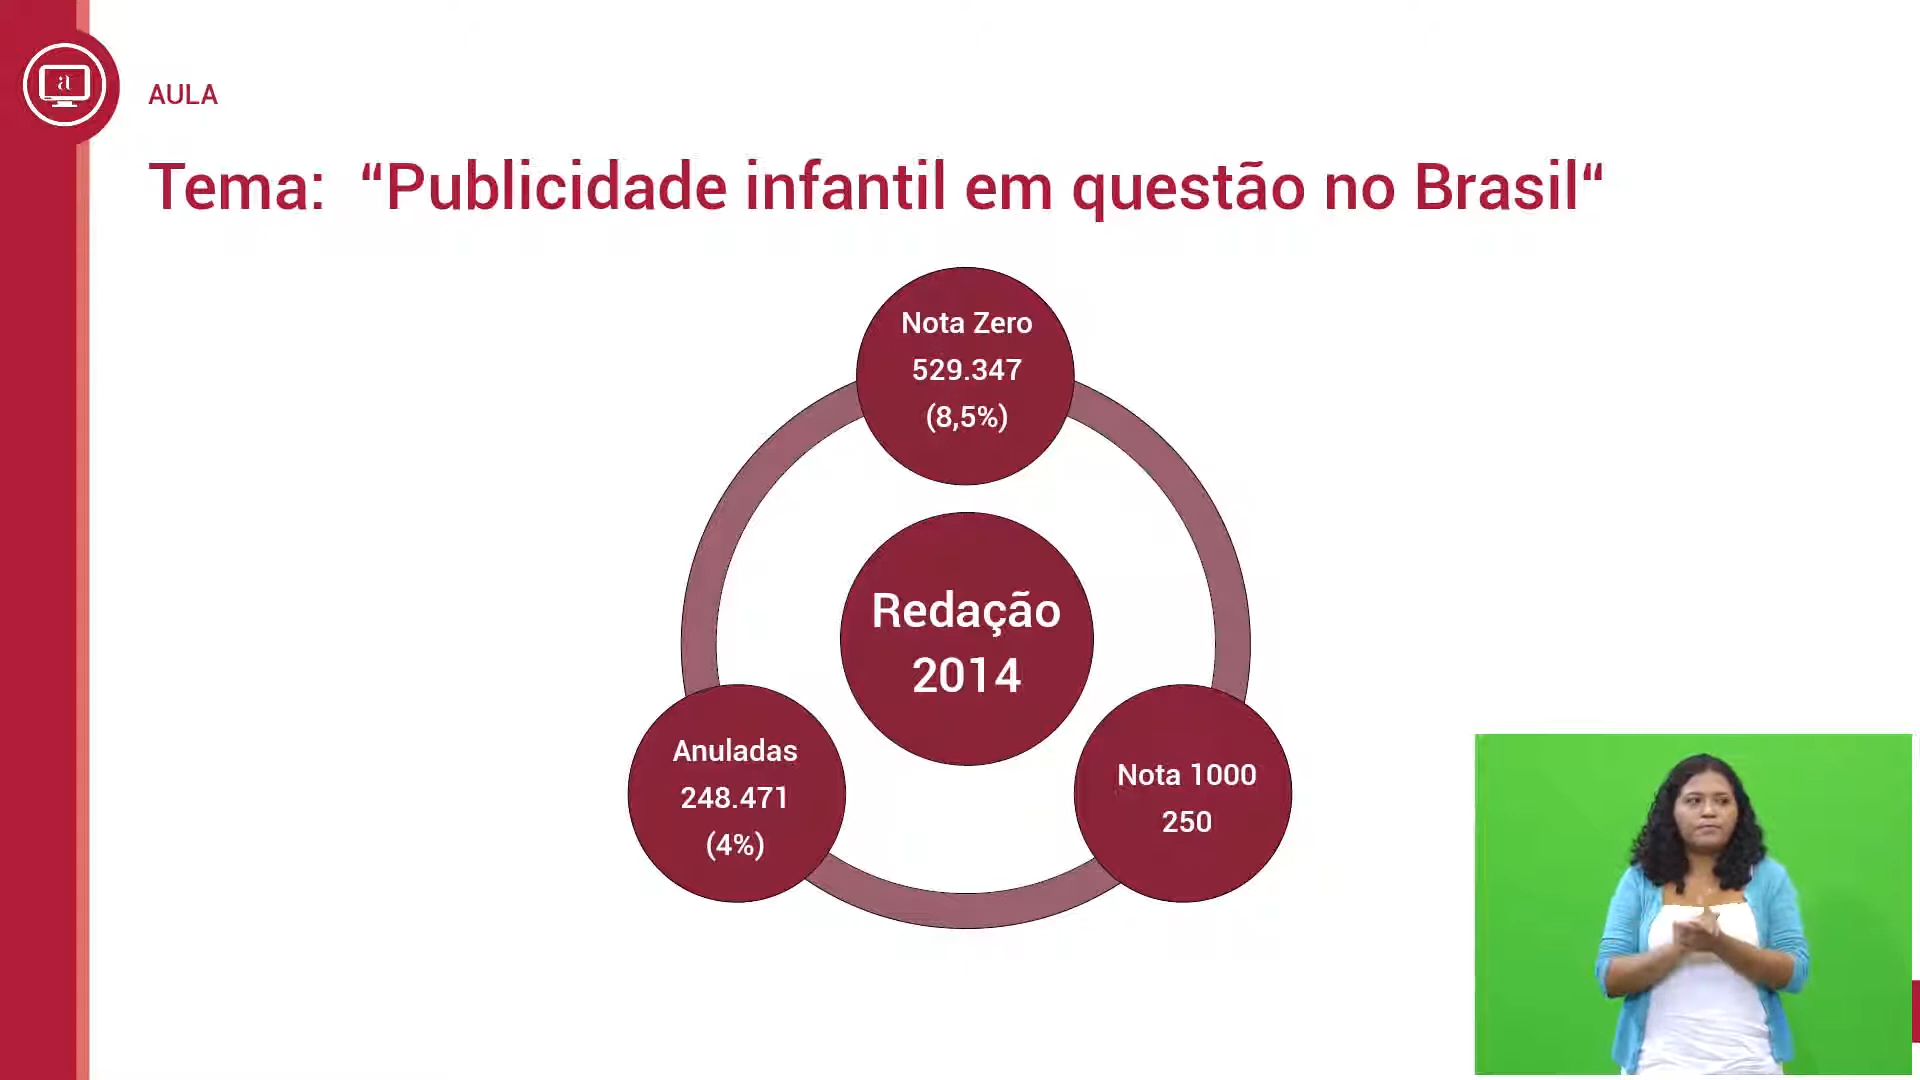 a
AULA
Tema: “Publicidade infantil em questão no Brasil“
Nota Zero
529.347
(8,5%)
Redação
2014
Anuladas
248.471
(4%)
Nota 1000
250